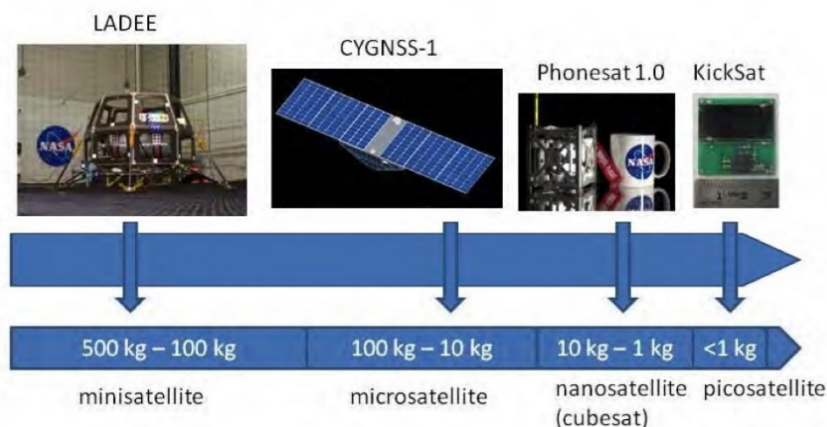 LADEE
CYGNSS-1
Phonesat 1.0
KickSat
NASA
NASA
500 kg – 100 kg
100 kg – 10 kg
10 kg – 1 kg
<1 kg
minisatellite
microsatellite
nanosatellite
(cubesat)
picosatellite